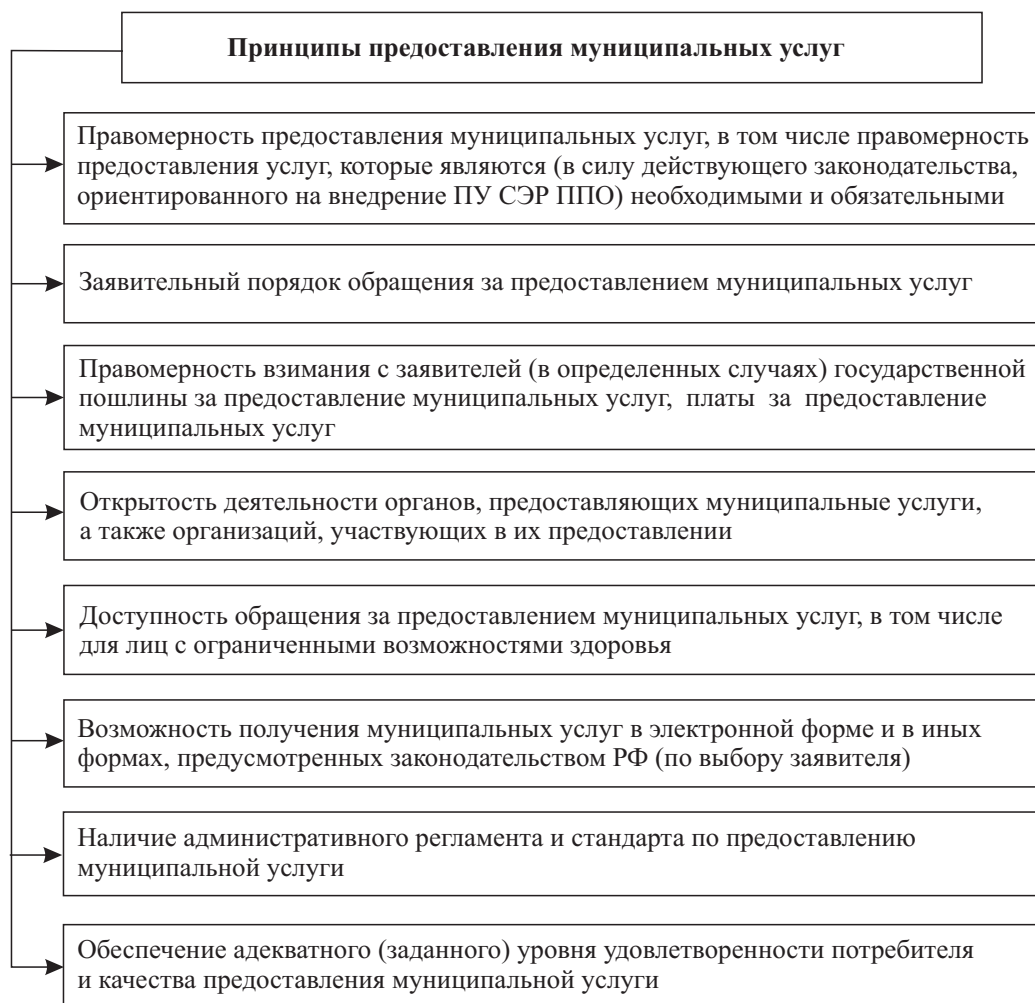 Принципы предоставления муниципальных услуг
Правомерность предоставления муниципальных услуг, в том числе правомерность
предоставления услуг, которые являются (в силу действующего законодательства,
ориентированного на внедрение ПУ СЭР ППО) необходимыми и обязательными
Заявительный порядок обращения за предоставлением муниципальных услуг
Правомерность взимания с заявителей (в определенных случаях) государственной
пошлины за предоставление муниципальных услуг, платы за предоставление
муниципальных услуг
Открытость деятельности органов, предоставляющих муниципальные услуги,
а также организаций, участвующих в их предоставлении
Доступность обращения за предоставлением муниципальных услуг, в том числе
для лиц с ограниченными возможностями здоровья
Возможность получения муниципальных услуг в электронной форме и в иных
формах, предусмотренных законодательством РФ (по выбору заявителя)
Наличие административного регламента и стандарта по предоставлению
муниципальной услуги
Обеспечение адекватного (заданного) уровня удовлетворенности потребителя
и качества предоставления муниципальной услуги